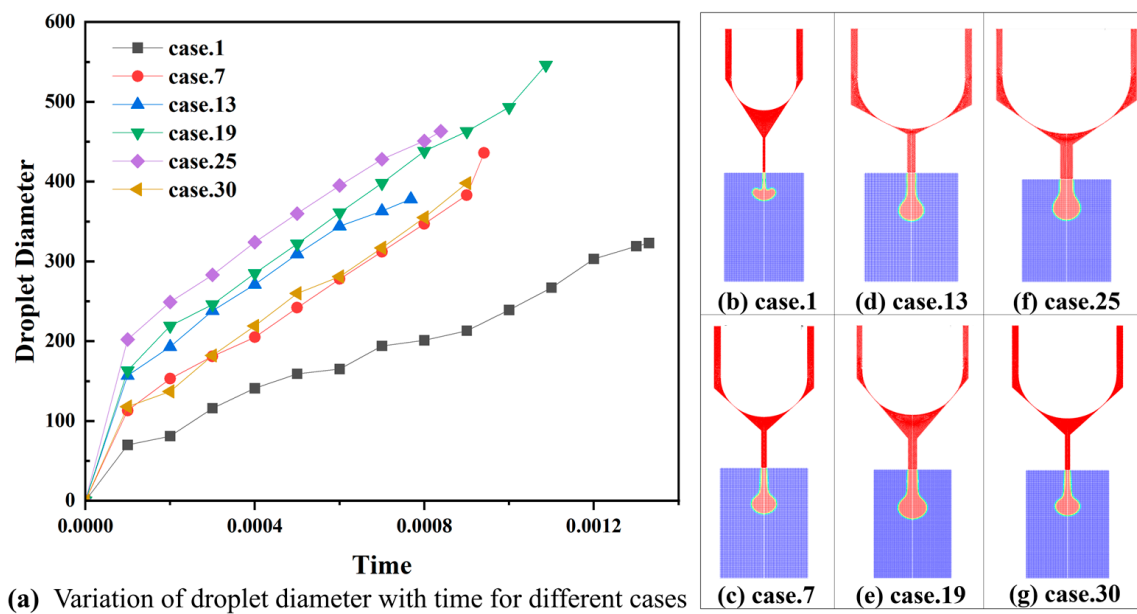 600
500
400
300
200
100
0
Droplet Diameter
case.1
case.7
case.13
case.19
case.25
case.30
0.0000 0.0004 0.0008 0.0012
Time
(a) Variation of droplet diameter with time for different cases
(b) case.1 (d) case.13 (f) case.25
(c) case.7 (e) case.19 (g) case.30